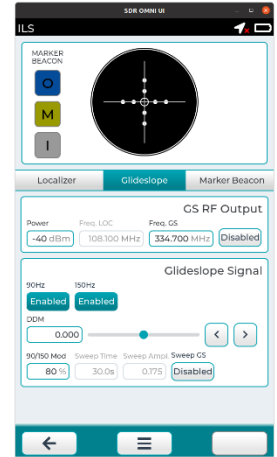 SDR OMNI UI
ILS
MARKER
BEACON
O
M
I
Localizer Glideslope Marker Beacon
GS RF Output
Power Freq. LOC Freq. GS
-40 dBm 108.100 MHz 334.700 MHz Disabled
Glideslope Signal
90Hz 150Hz
Enabled Enabled
DDM
0.000 < >
90/150 Mod Sweep Time Sweep Ampl. Sweep GS
80 % 30.0s 0.175 Disabled